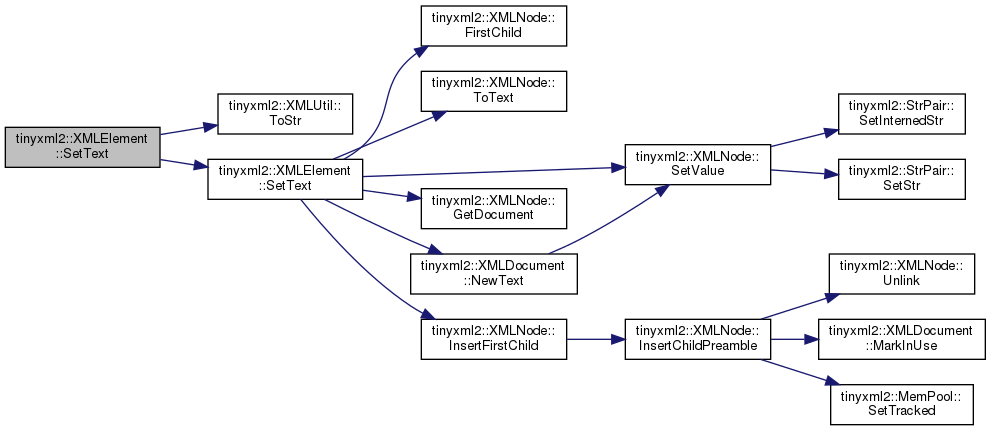 tinyxml2::XMLElement
::SetText
tinyxml2::XMLUtil::
ToStr
tinyxml2::XMLElement
::SetText
tinyxml2::XMLNode::
FirstChild
tinyxml2::XMLNode::
ToText
tinyxml2::XMLNode::
SetValue
tinyxml2::XMLNode::
GetDocument
tinyxml2::XMLDocument
::NewText
tinyxml2::XMLNode::
InsertFirstChild
tinyxml2::XMLNode::
InsertChildPreamble
tinyxml2::StrPair::
SetInternedStr
tinyxml2::StrPair::
SetStr
tinyxml2::XMLNode::
Unlink
tinyxml2::XMLDocument
::MarkInUse
tinyxml2::MemPool::
SetTracked